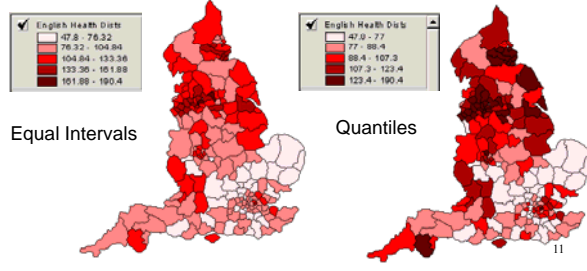 English Health Dists
47.8 - 76.32
76.32 - 104.84
104.84 - 133.36
133.36 - 161.88
161.88 - 190.4
Equal Intervals
English Health Dists
47.8 - 77
77 - 88.4
88.4 - 107.3
107.3 - 123.4
123.4 - 190.4
Quantiles
11